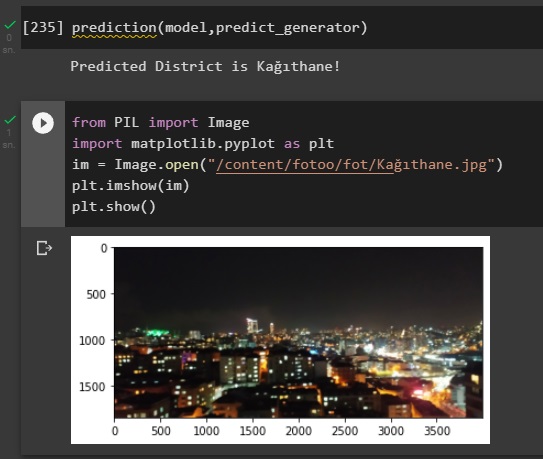 [235] prediction(model,predict_generator)
0
sn.
Predicted District is Kağıthane!
1
sn.
from PIL import Image
import matplotlib.pyplot as plt
im = Image.open("/content/fotoo/fot/Kağıthane.jpg")
plt.imshow(im)
plt.show()
0
500
1000
1500
0 500 1000 1500 2000 2500 3000 3500